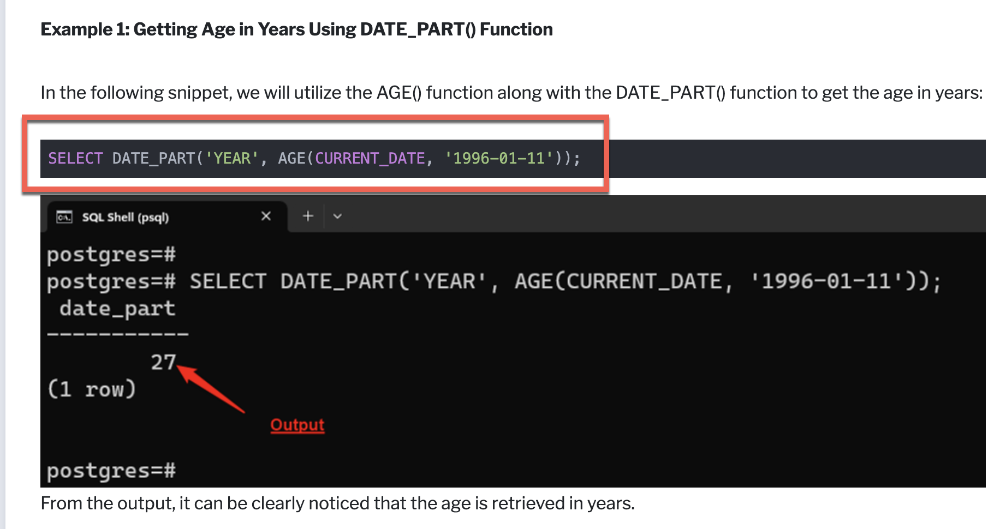 Example 1: Getting Age in Years Using DATE_PART() Function
In the following snippet, we will utilize the AGE() function along with the DATE_PART() function to get the age in years:
SELECT DATE_PART('YEAR', AGE(CURRENT_DATE, '1996-01-11'));
SQL Shell (psql)
postgres=#
postgres=# SELECT DATE_PART('YEAR', AGE(CURRENT_DATE, '1996-01-11'));
date_part
-----------
27
(1 row)
Output
postgres=#
From the output, it can be clearly noticed that the age is retrieved in years.